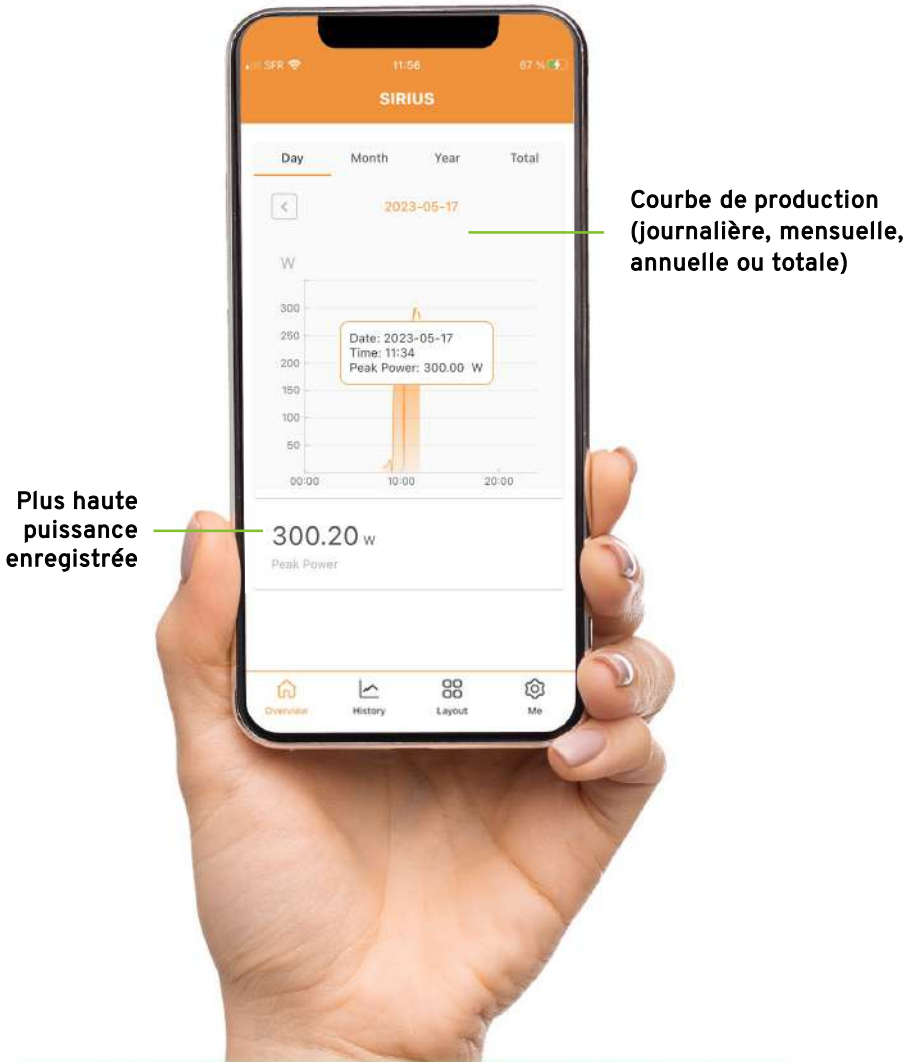 SFR
11:56
67 %
SIRIUS
Day Month Year Total
<
2023-05-17
Courbe de production
(journalière, mensuelle,
annuelle ou totale)
W
300
250
200
150
100
50
Date: 2023-05-17
Time: 11:34
Peak Power: 300.00 W
00:00 10:00 20:00
Plus haute
puissance
enregistrée
300.20 W
Peak Power
Overview History Layout Me